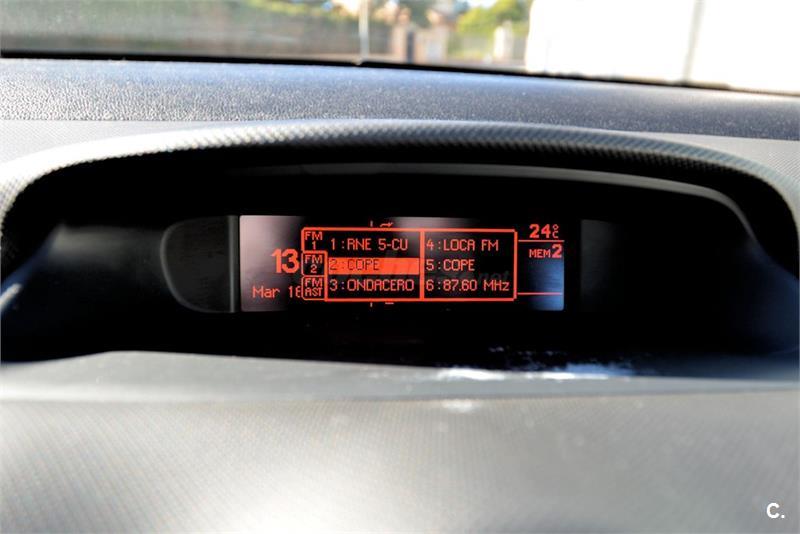 13
Mar 18
FM 1
FM 2
FM AST
1:RNE 5-CU
2:COPE
3:ONDACERO
4:LOCA FM
5:COPE
6:87.60 MHz
24°C
MEM2
C.